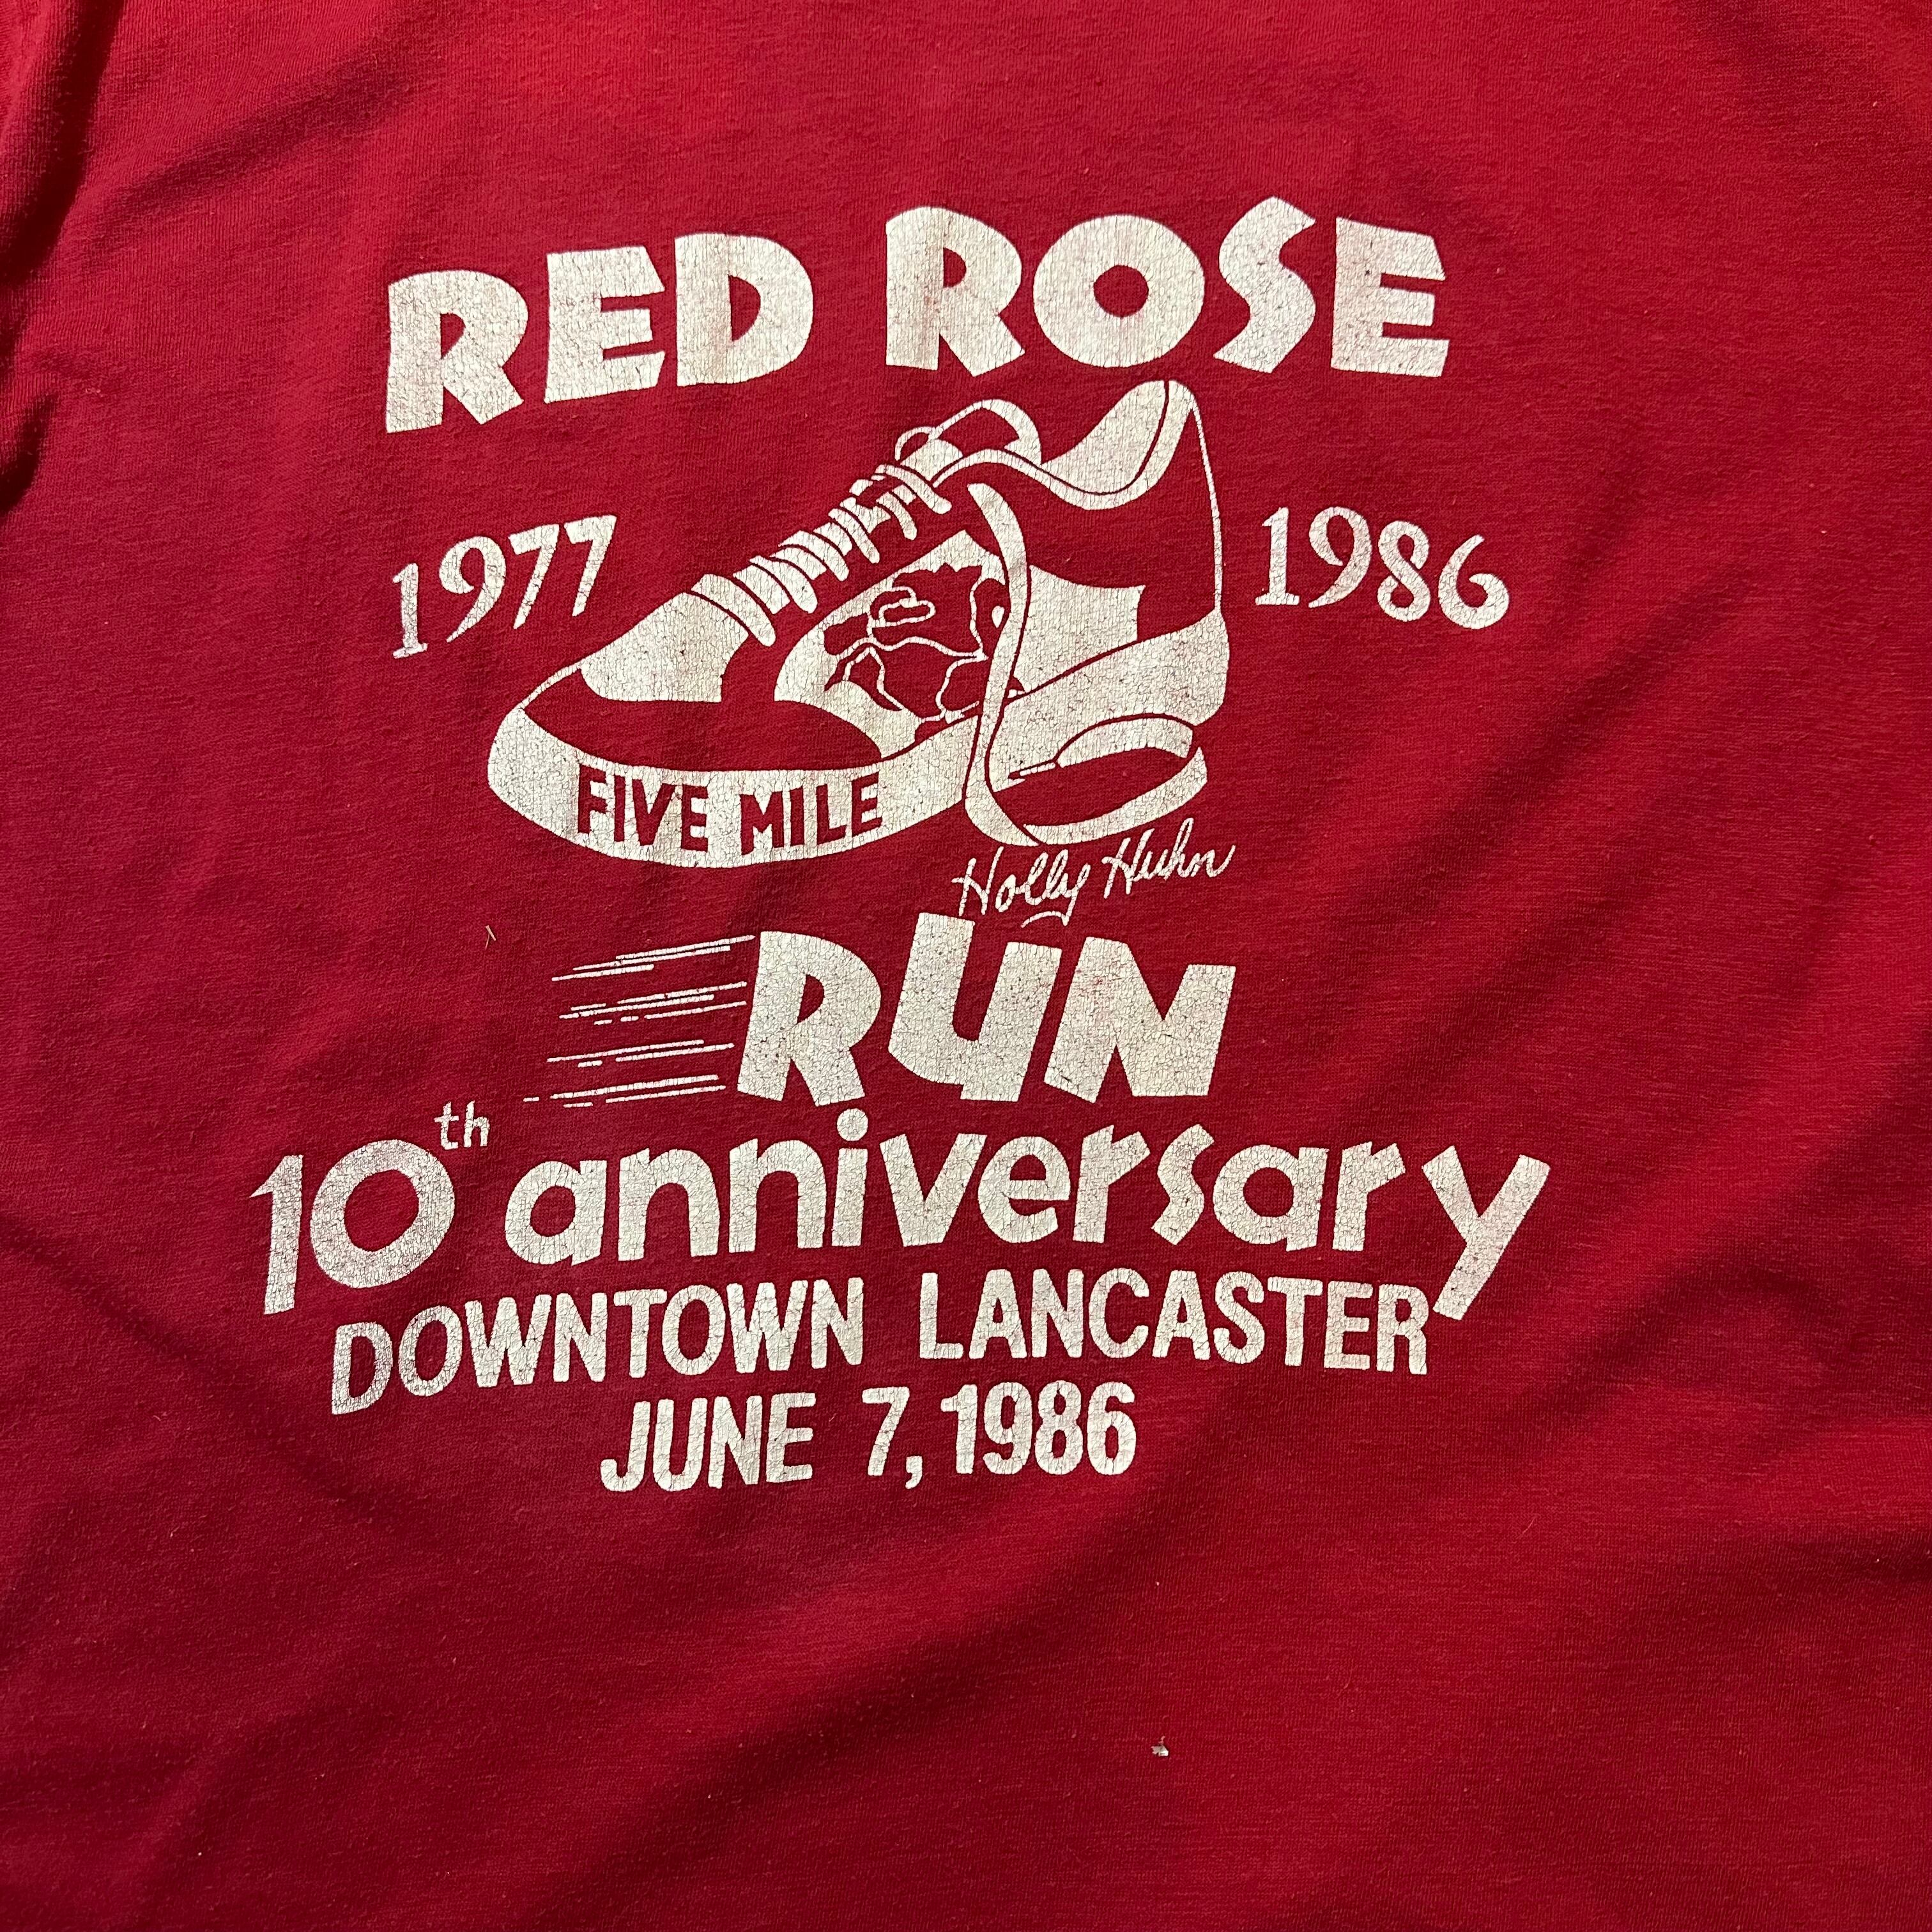 RED ROSE
1977 1986
FIVE MILE
Holly Huhn
RUN
10th anniversary
DOWNTOWN LANCASTER
JUNE 7, 1986